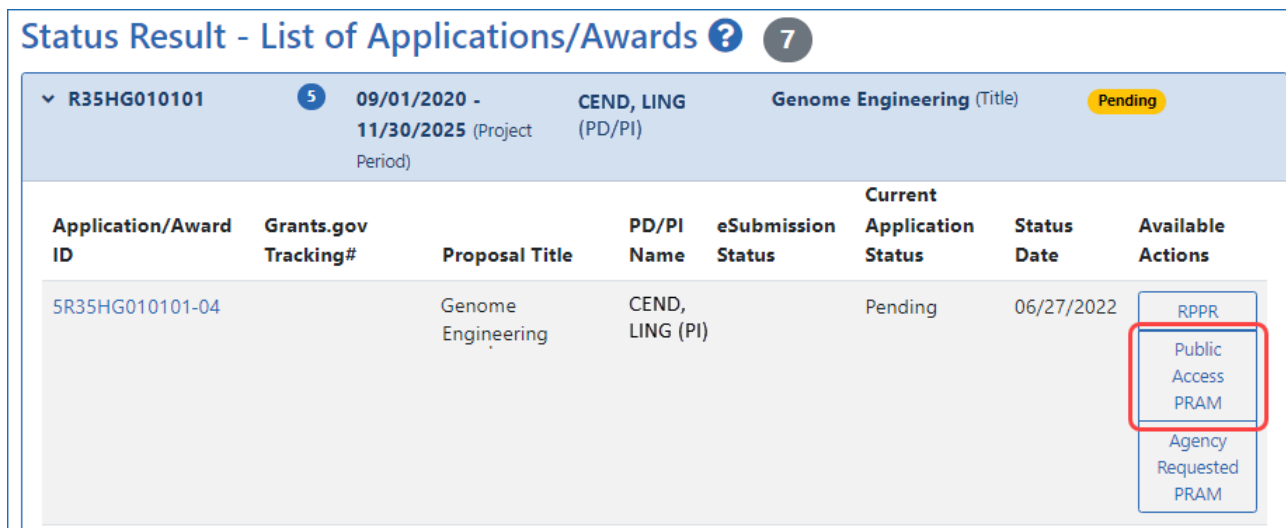 Status Result - List of Applications/Awards ? 7
R35HG010101 5 09/01/2020 - 11/30/2025 (Project Period) CEND, LING (PD/PI) Genome Engineering (Title) Pending
Application/Award ID Grants.gov Tracking# Proposal Title PD/PI Name eSubmission Status Current Application Status Status Date Available Actions
5R35HG010101-04 Genome Engineering CEND, LING (PI) Pending 06/27/2022 RPPR
Public
Access
PRAM
Agency
Requested
PRAM